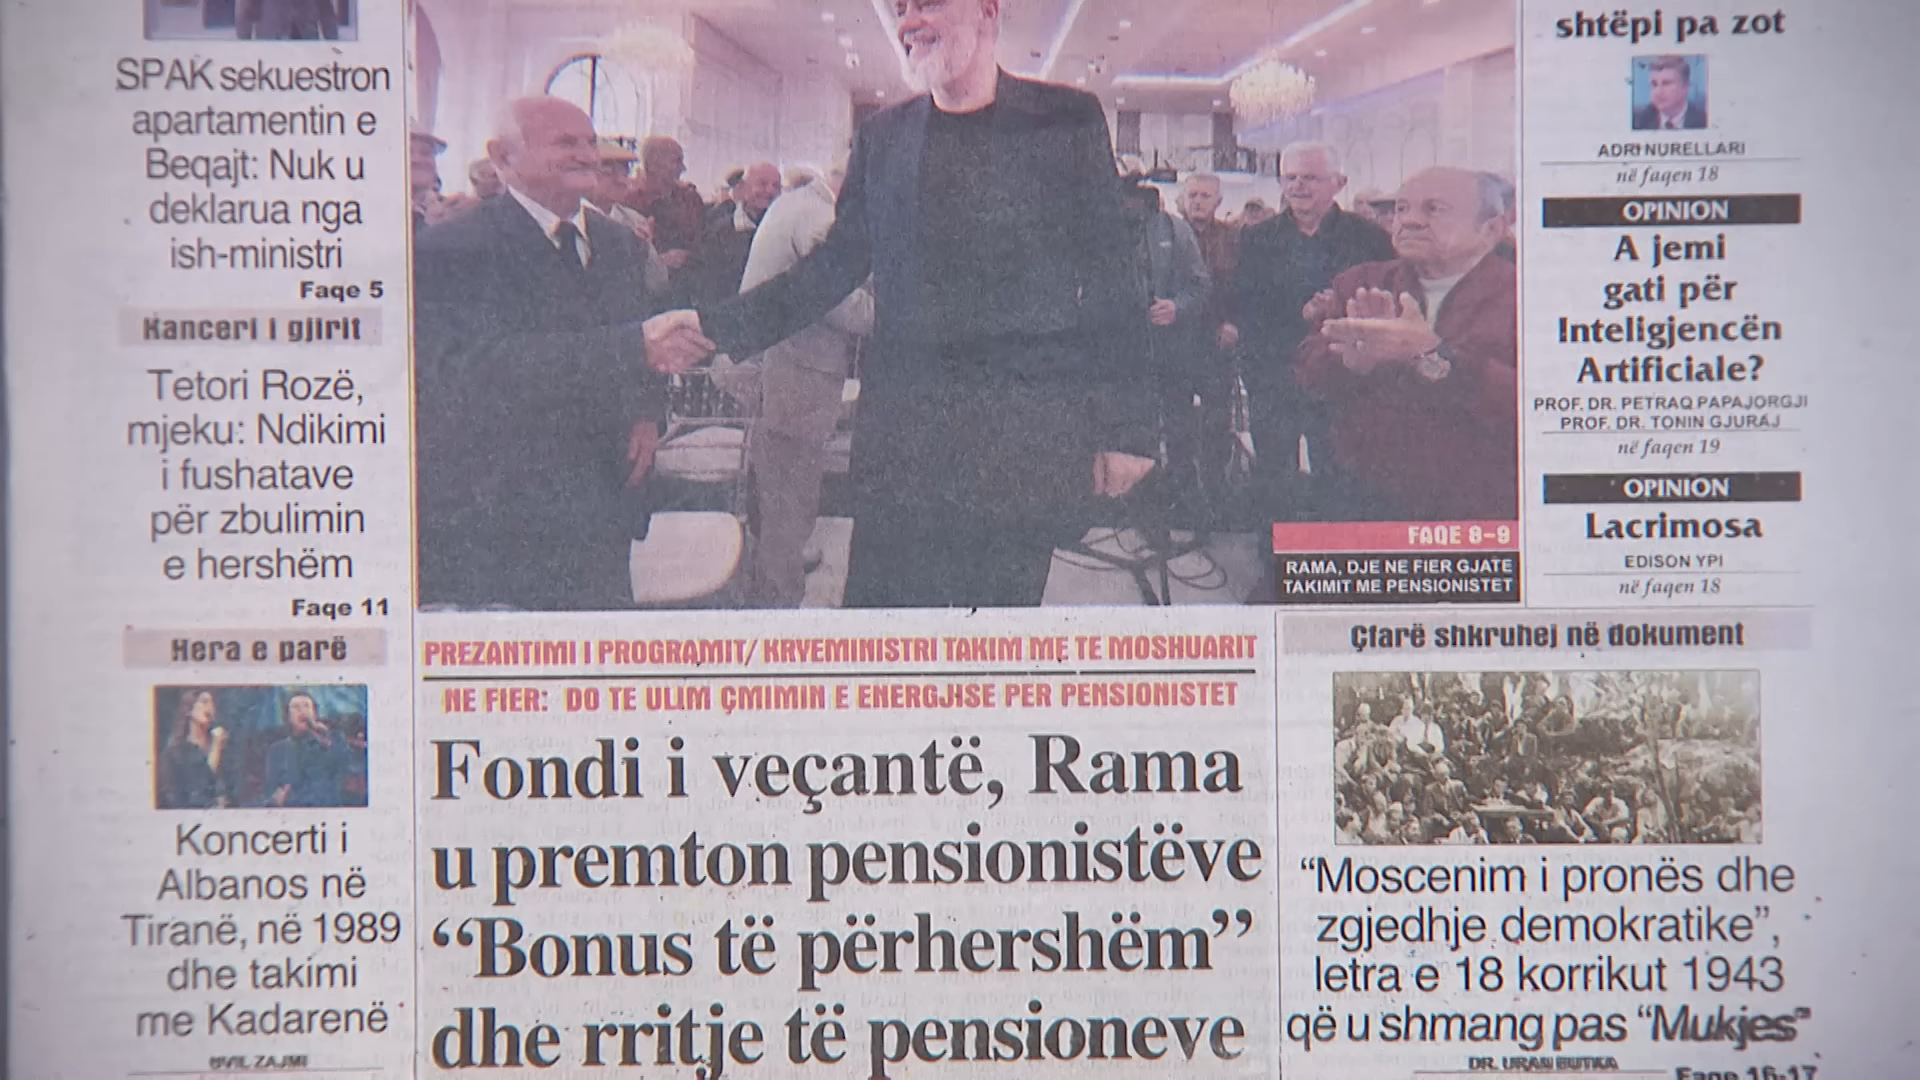 SPAK sekuestron
apartamentin e
Beqajt: Nuk u
deklarua nga
ish-ministri
Faqe 5
Kanceri i gjirit
Tetori Rozë,
mjeku: Ndikimi
i fushatave
për zbulimin
e hershëm
Faqe 11
Hera e parë
Koncerti i
Albanos në
Tiranë, në 1989
dhe takimi
me Kadarenë
FAQE 8-9
RAMA, DJE NE FIER GJATE
TAKIMIT ME PENSIONISTET
PREZANTIMI I PROGRAMIT/ KRYEMINISTRI TAKIM ME TE MOSHUARIT
NE FIER: DO TE ULIM ÇMIMIN E ENERGJISE PER PENSIONISTET
Fondi i veçantë, Rama
u premton pensionistëve
“Bonus të përhershëm”
dhe rritje të pensioneve
shtëpi pa zot
ADRI NURELLARI
në faqen 18
OPINION
A jemi
gati për
Inteligjencën
Artificiale?
PROF. DR. PETRAQ PAPAJORGJI
PROF. DR. TONIN GJURAJ
në faqen 19
OPINION
Lacrimosa
EDISON YPI
në faqen 18
Çfarë shkruhej në dokument
“Moscenim i pronës dhe
zgjedhje demokratike”,
letra e 18 korrikut 1943
që u shmang pas “Mukjes”
DR. URAN BUTKA
Faqe 16-17